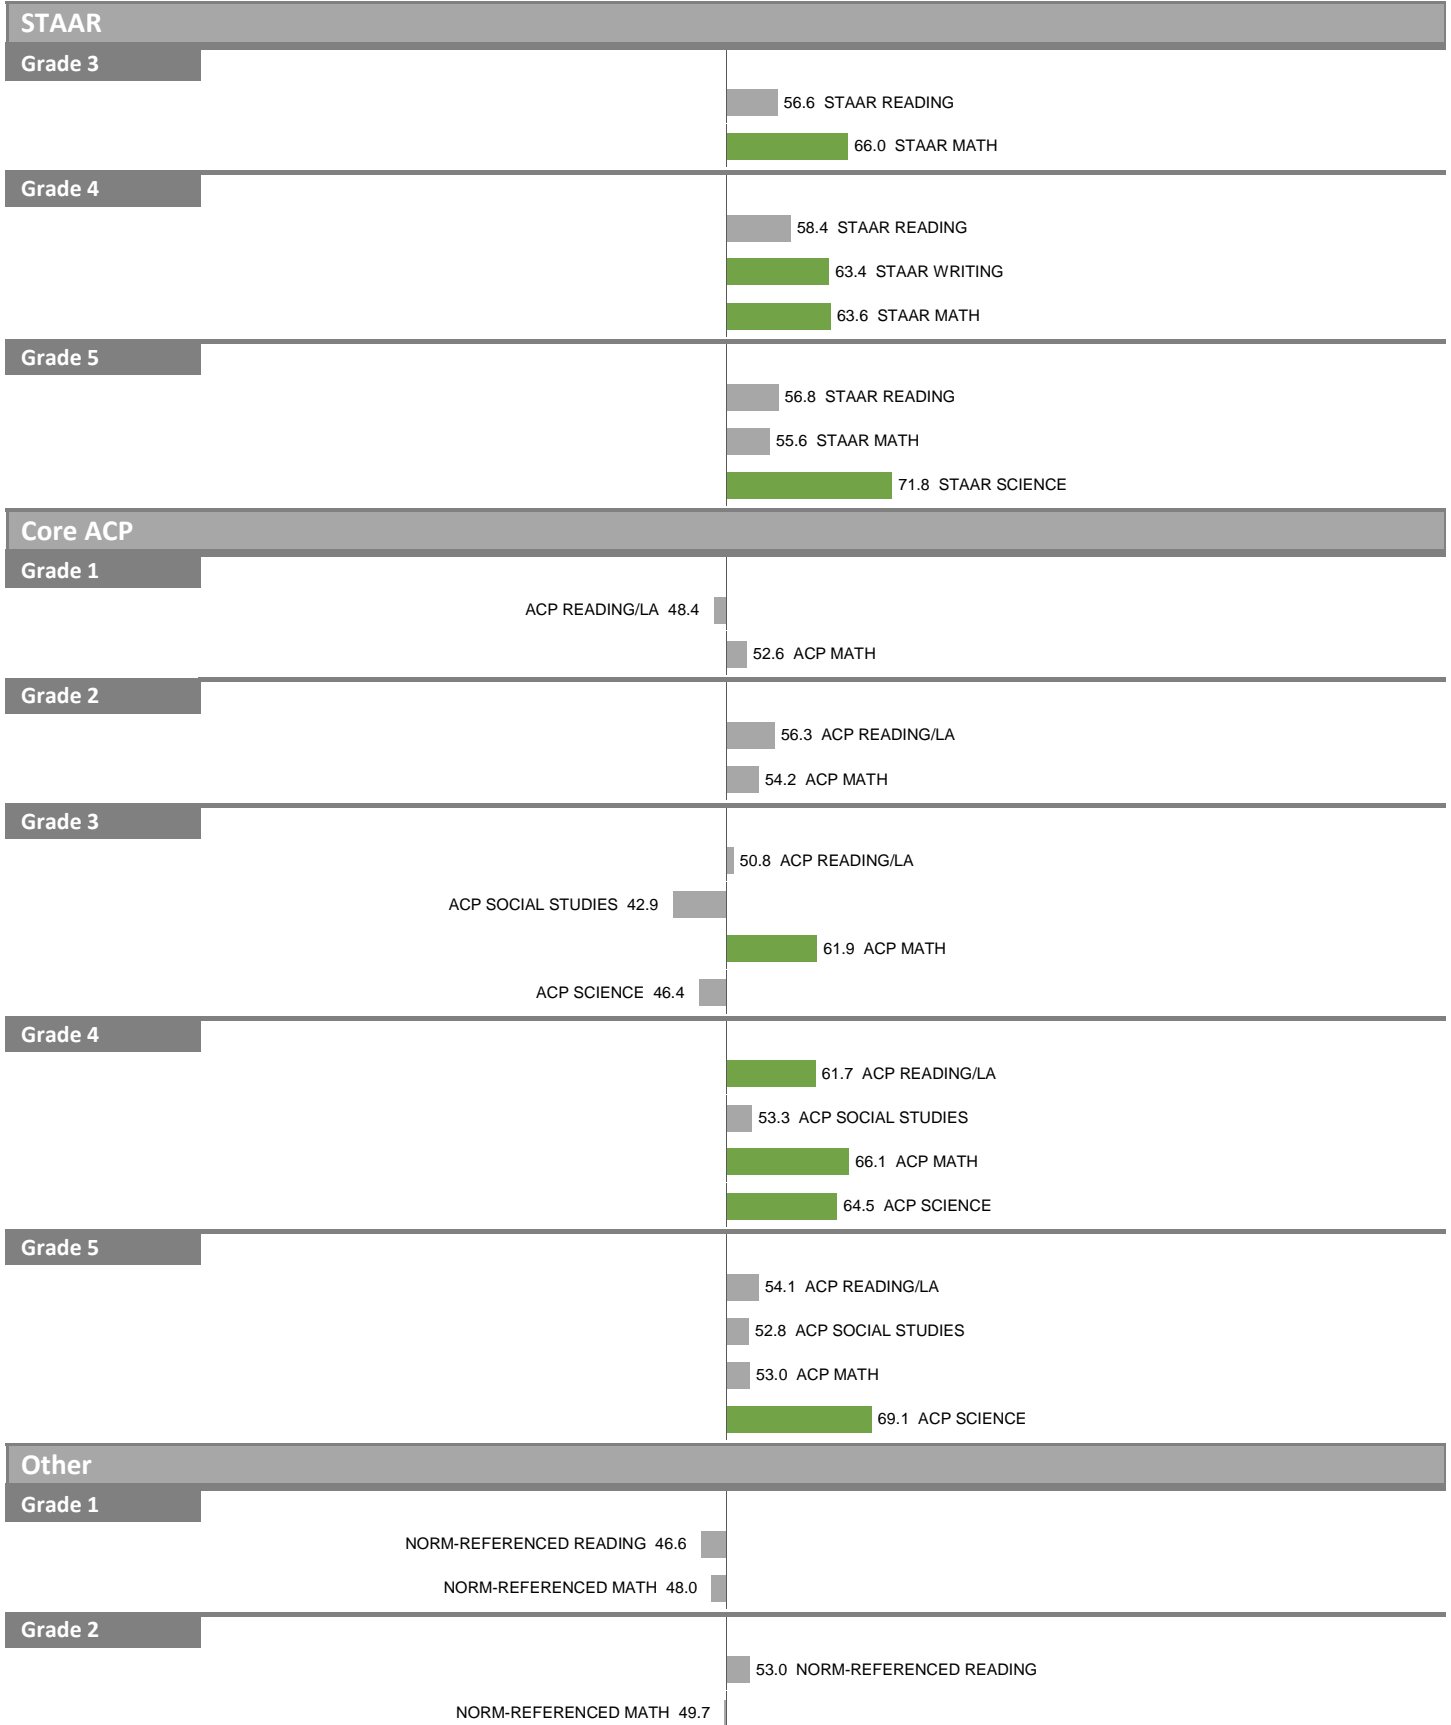 STAAR
Grade 3
56.6 STAAR READING
66.0 STAAR MATH
Grade 4
58.4 STAAR READING
63.4 STAAR WRITING
63.6 STAAR MATH
Grade 5
56.8 STAAR READING
55.6 STAAR MATH
71.8 STAAR SCIENCE
Core ACP
Grade 1
ACP READING/LA 48.4
52.6 ACP MATH
Grade 2
56.3 ACP READING/LA
54.2 ACP MATH
Grade 3
50.8 ACP READING/LA
ACP SOCIAL STUDIES 42.9
61.9 ACP MATH
ACP SCIENCE 46.4
Grade 4
61.7 ACP READING/LA
53.3 ACP SOCIAL STUDIES
66.1 ACP MATH
64.5 ACP SCIENCE
Grade 5
54.1 ACP READING/LA
52.8 ACP SOCIAL STUDIES
53.0 ACP MATH
69.1 ACP SCIENCE
Other
Grade 1
NORM-REFERENCED READING 46.6
NORM-REFERENCED MATH 48.0
Grade 2
53.0 NORM-REFERENCED READING
NORM-REFERENCED MATH 49.7